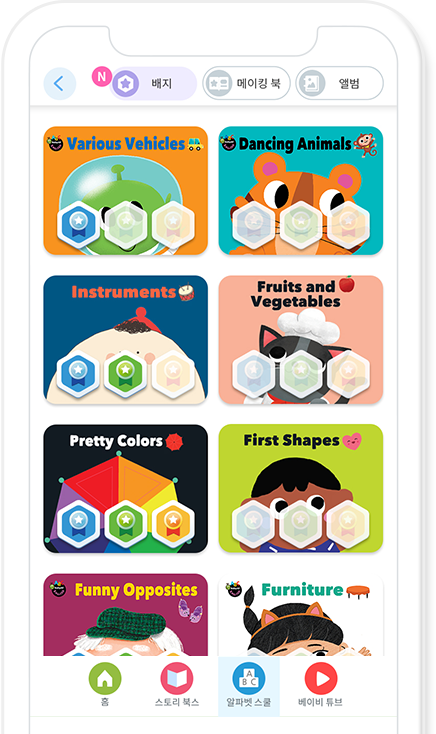 N 배지 메이킹 북 앨범
Various Vehicles
Dancing Animals
Instruments
Fruits and
Vegetables
Pretty Colors
First Shapes
Funny Opposites
Furniture
A
B C
홈 스토리 북스 알파벳 스쿨 베이비 튜브